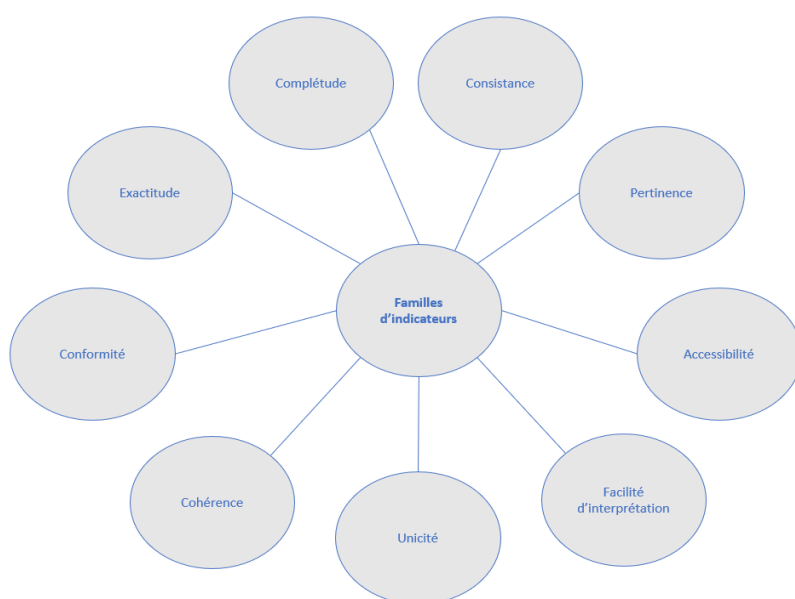 Complétude
Consistance
Exactitude
Pertinence
Familles
d'indicateurs
Conformité
Accessibilité
Cohérence
Facilité
d'interprétation
Unicité